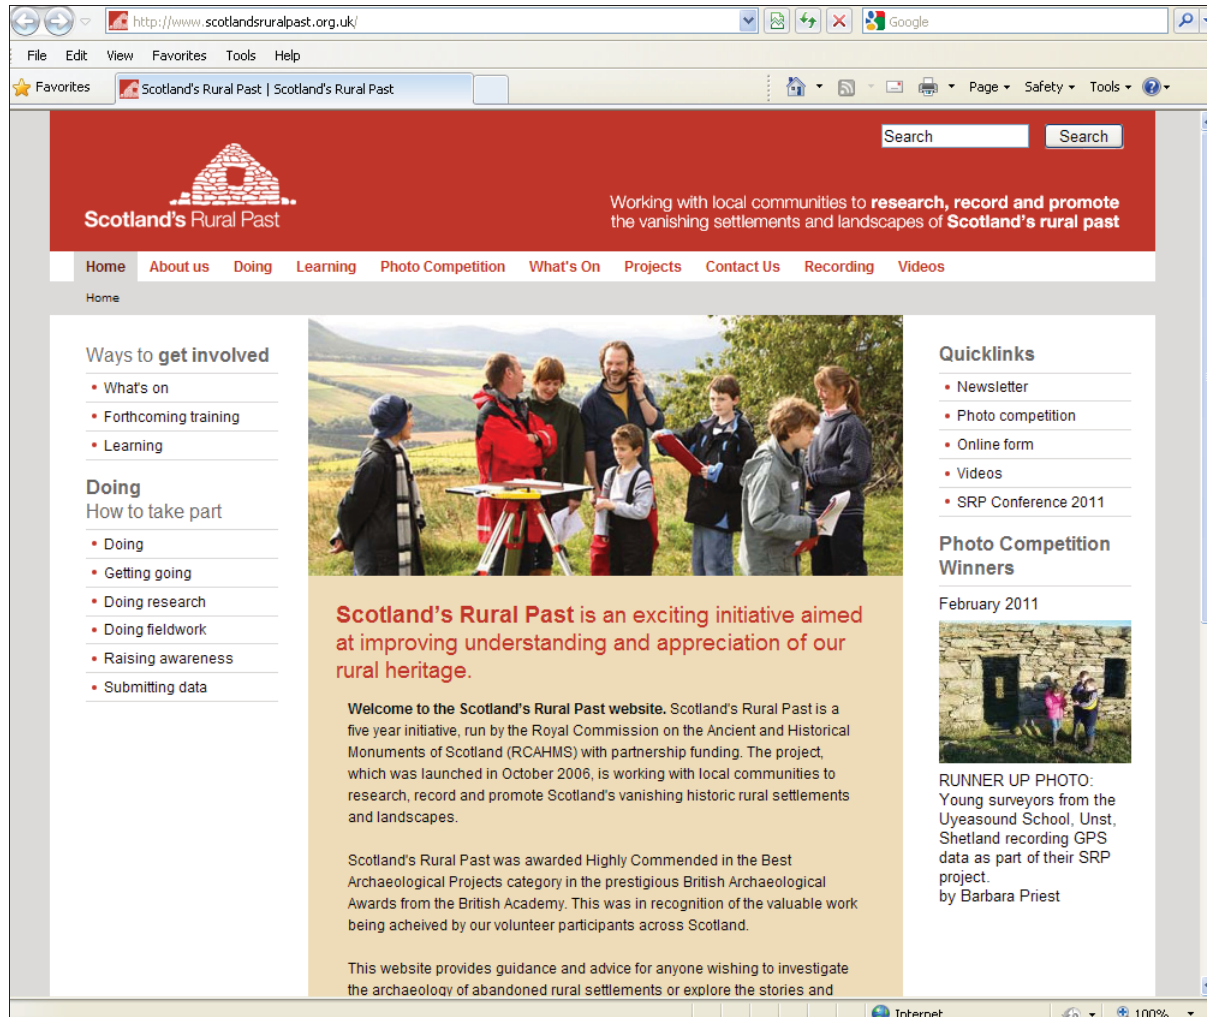 http://www.scotlandsruralpast.org.uk/
Google
File Edit View Favorites Tools Help
Favorites
Scotland's Rural Past | Scotland's Rural Past
Page Safety Tools
Search
Search
Scotland's Rural Past
Working with local communities to research, record and promote
the vanishing settlements and landscapes of Scotland's rural past
Home About us Doing Learning Photo Competition What's On Projects Contact Us Recording Videos
Home
Ways to get involved
• What's on
• Forthcoming training
• Learning
Doing
How to take part
• Doing
• Getting going
• Doing research
• Doing fieldwork
• Raising awareness
• Submitting data
Scotland's Rural Past is an exciting initiative aimed
at improving understanding and appreciation of our
rural heritage.
Welcome to the Scotland's Rural Past website. Scotland's Rural Past is a
five year initiative, run by the Royal Commission on the Ancient and Historical
Monuments of Scotland (RCAHMS) with partnership funding. The project,
which was launched in October 2006, is working with local communities to
research, record and promote Scotland's vanishing historic rural settlements
and landscapes.
Scotland's Rural Past was awarded Highly Commended in the Best
Archaeological Projects category in the prestigious British Archaeological
Awards from the British Academy. This was in recognition of the valuable work
being acheived by our volunteer participants across Scotland.
This website provides guidance and advice for anyone wishing to investigate
the archaeology of abandoned rural settlements or explore the stories and
Quicklinks
• Newsletter
• Photo competition
• Online form
• Videos
• SRP Conference 2011
Photo Competition
Winners
February 2011
RUNNER UP PHOTO:
Young surveyors from the
Uyeasound School, Unst,
Shetland recording GPS
data as part of their SRP
project.
by Barbara Priest
Internet
100%